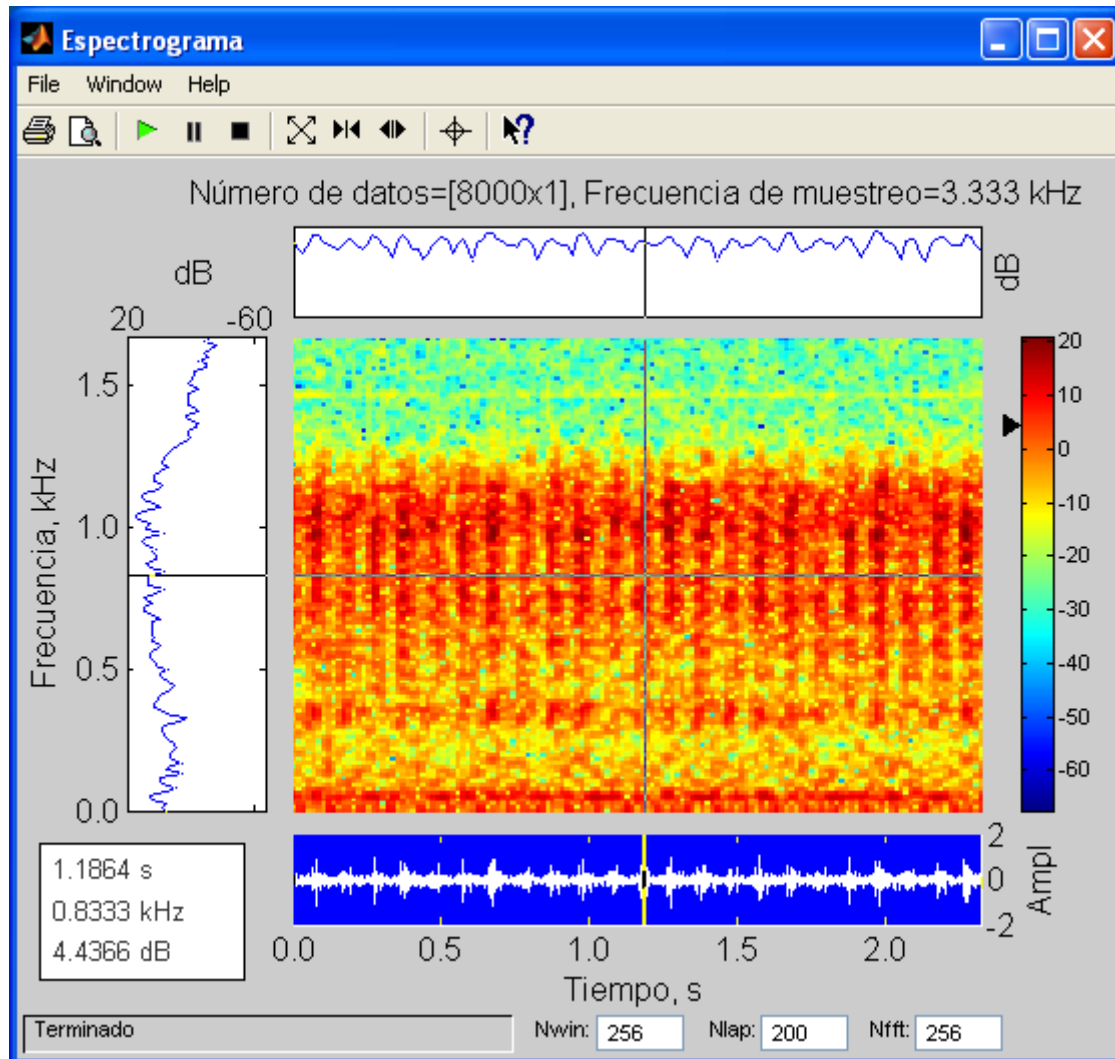 Espectrograma
File Window Help
Número de datos=[8000x1], Frecuencia de muestreo=3.333 kHz
dB
20 -60
dB
1.5
1.0
0.5
0.0
Frecuencia, kHz
20
10
0
-10
-20
-30
-40
-50
-60
1.1864 s
0.8333 kHz
4.4366 dB
2
0
-2
Ampl
0.0 0.5 1.0 1.5 2.0
Tiempo, s
Terminado
Nwin: 256 Nlap: 200 Nfft: 256